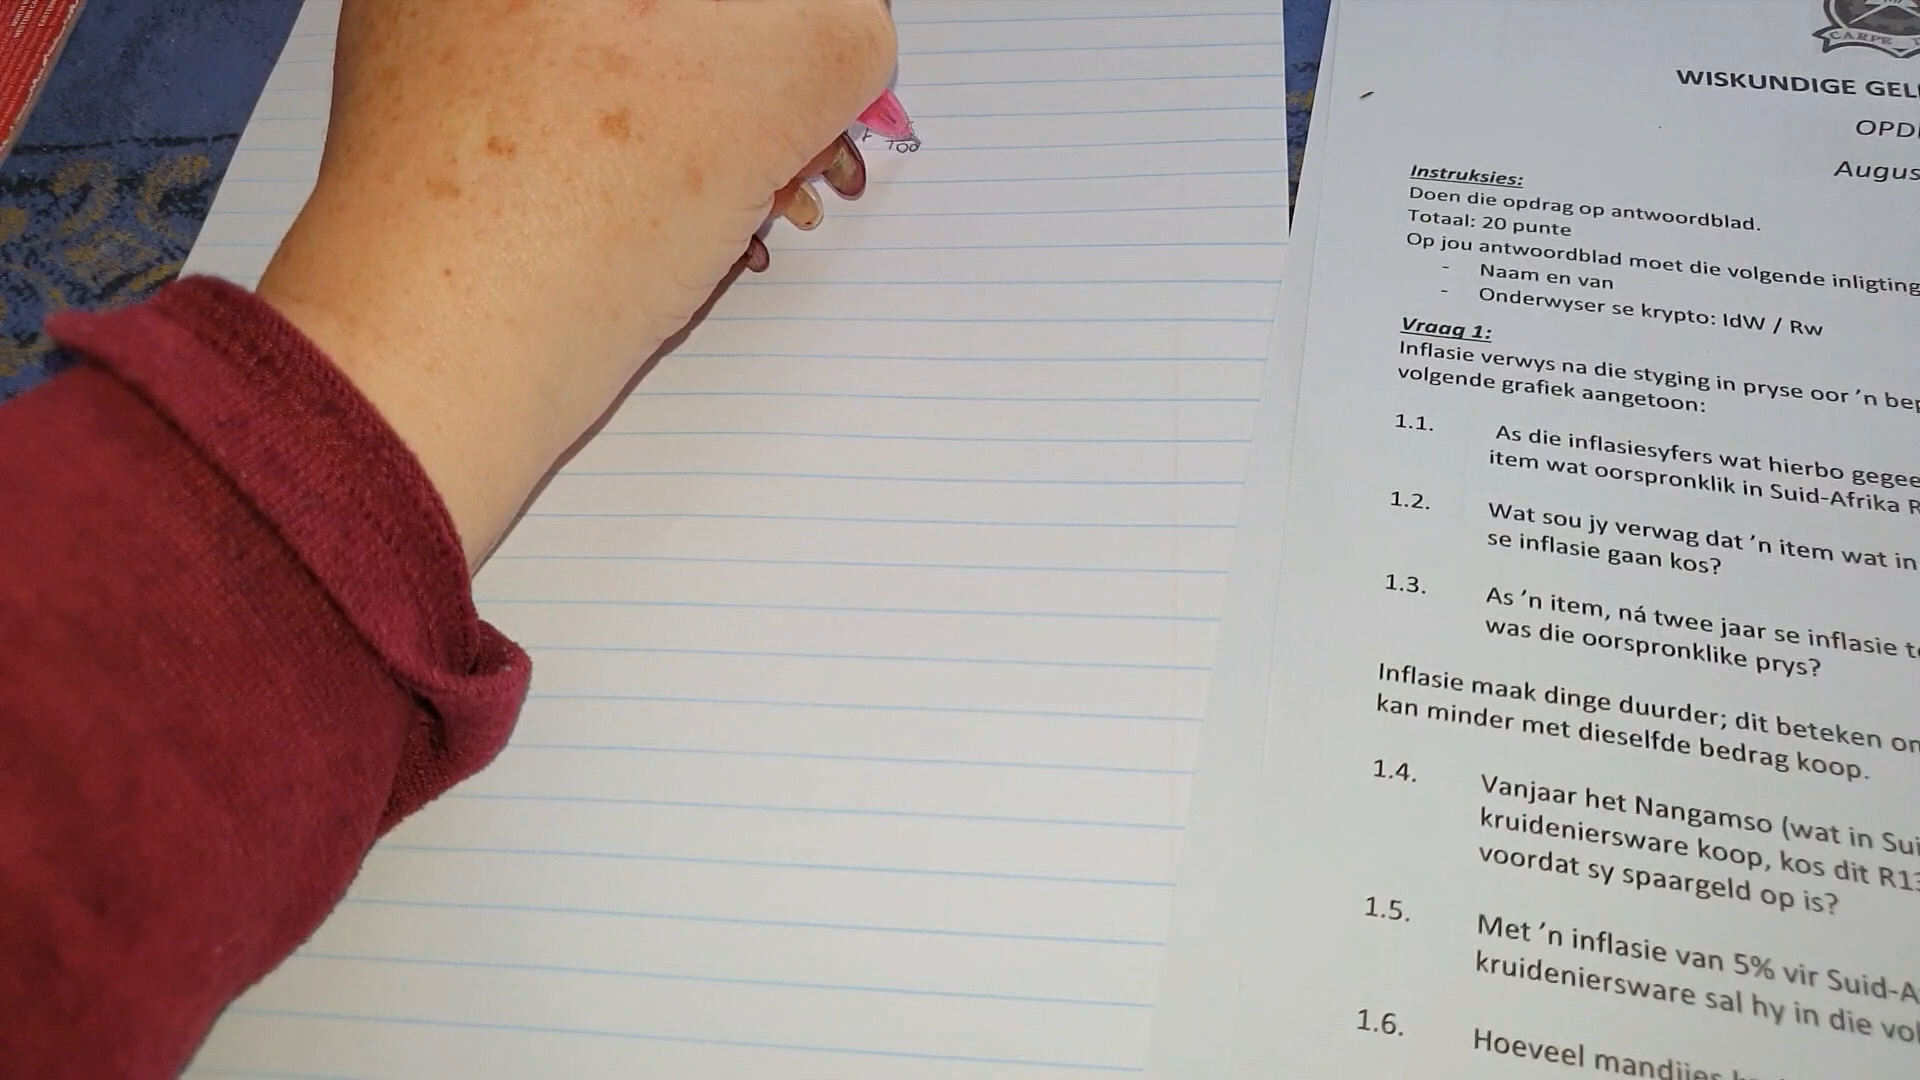 CARPE
WISKUNDIGE GEL
OPD
Augus
Instruksies:
Doen die opdrag op antwoordblad.
Totaal: 20 punte
Op jou antwoordblad moet die volgende inligting
- Naam en van
- Onderwyser se krypto: IdW / Rw
Vraag 1:
Inflasie verwys na die styging in pryse oor 'n bep
volgende grafiek aangetoon:
1.1. As die inflasiesyfers wat hierbo gegee
item wat oorspronklik in Suid-Afrika R
1.2. Wat sou jy verwag dat 'n item wat in
se inflasie gaan kos?
1.3. As 'n item, ná twee jaar se inflasie t
was die oorspronklike prys?
Inflasie maak dinge duurder; dit beteken on
kan minder met dieselfde bedrag koop.
1.4. Vanjaar het Nangamso (wat in Sui
kruideniersware koop, kos dit R13
voordat sy spaargeld op is?
1.5. Met 'n inflasie van 5% vir Suid-A
kruideniersware sal hy in die vol
1.6. Hoeveel mandjies